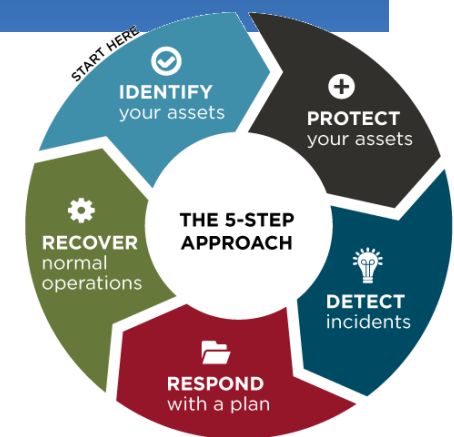 START HERE
IDENTIFY
your assets
PROTECT
your assets
DETECT
incidents
RESPOND
with a plan
RECOVER
normal
operations
THE 5-STEP
APPROACH